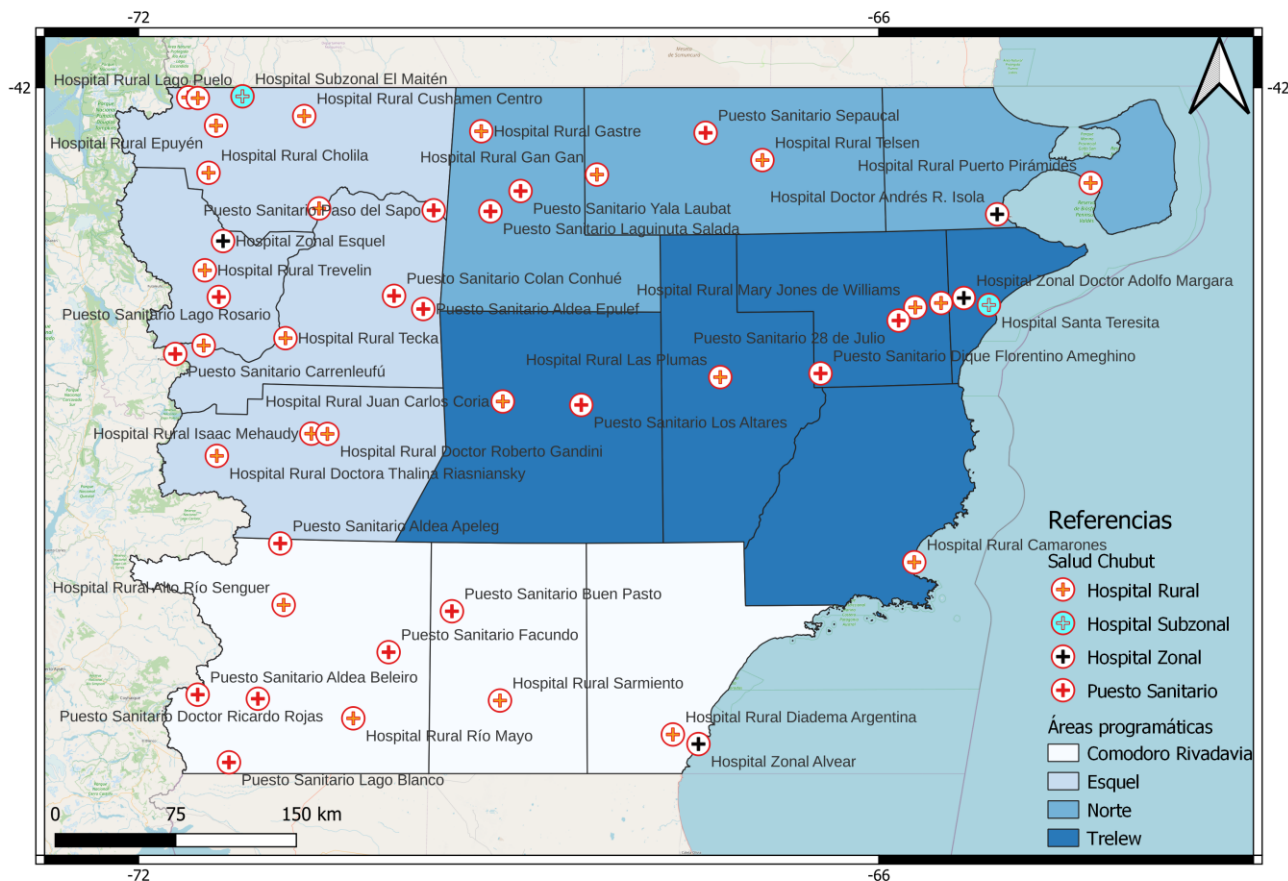 -72
-66
-42
-42
Hospital Rural Lago Puelo
Hospital Subzonal El Maitén
Hospital Rural Cushamen Centro
Hospital Rural Epuyén
Hospital Rural Gastre
Puesto Sanitario Sepaucal
Hospital Rural Telsen
Hospital Rural Cholila
Hospital Rural Gan Gan
Hospital Rural Puerto Pirámides
Hospital Doctor Andrés R. Isola
Puesto Sanitario Paso del Sapo
Puesto Sanitario Yala Laubat
Puesto Sanitario Laguinuta Salada
Hospital Zonal Esquel
Hospital Rural Trevelin
Puesto Sanitario Colan Conhué
Hospital Zonal Doctor Adolfo Margara
Hospital Rural Mary Jones de Williams
Puesto Sanitario Aldea Epulef
Puesto Sanitario Lago Rosario
Hospital Santa Teresita
Hospital Rural Tecka
Puesto Sanitario 28 de Julio
Puesto Sanitario Dique Florentino Ameghino
Hospital Rural Las Plumas
Puesto Sanitario Carrenleufú
Hospital Rural Juan Carlos Coria
Puesto Sanitario Los Altares
Hospital Rural Isaac Mehaudy
Hospital Rural Doctor Roberto Gandini
Hospital Rural Doctora Thalina Riasniansky
Puesto Sanitario Aldea Apeleg
Hospital Rural Camarones
Hospital Rural Alto Río Senguer
Puesto Sanitario Buen Pasto
Puesto Sanitario Facundo
Puesto Sanitario Aldea Beleiro
Hospital Rural Sarmiento
Puesto Sanitario Doctor Ricardo Rojas
Hospital Rural Río Mayo
Hospital Rural Diadema Argentina
Hospital Zonal Alvear
Puesto Sanitario Lago Blanco
Referencias
Salud Chubut
Hospital Rural
Hospital Subzonal
Hospital Zonal
Puesto Sanitario
Áreas programáticas
Comodoro Rivadavia
Esquel
Norte
Trelew
0 75 150 km
-72
-66